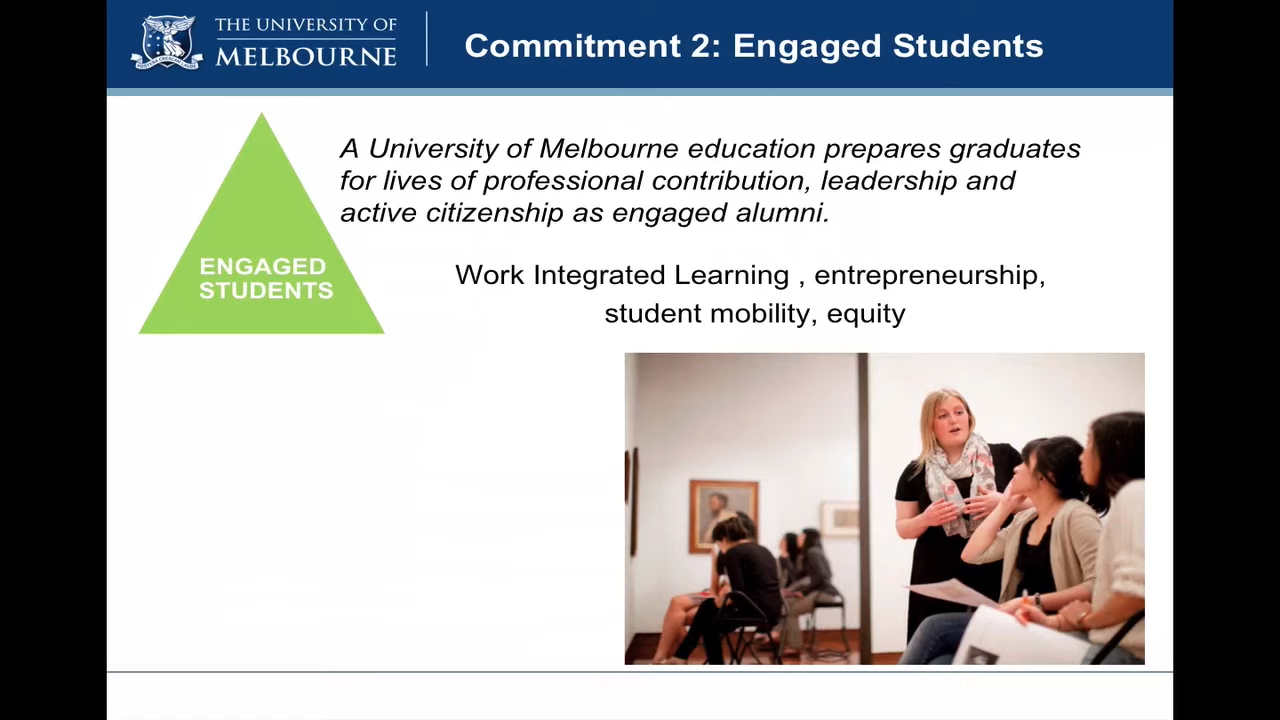 THE UNIVERSITY OF
MELBOURNE
Commitment 2: Engaged Students
A University of Melbourne education prepares graduates
for lives of professional contribution, leadership and
active citizenship as engaged alumni.
ENGAGED
STUDENTS
Work Integrated Learning , entrepreneurship,
student mobility, equity